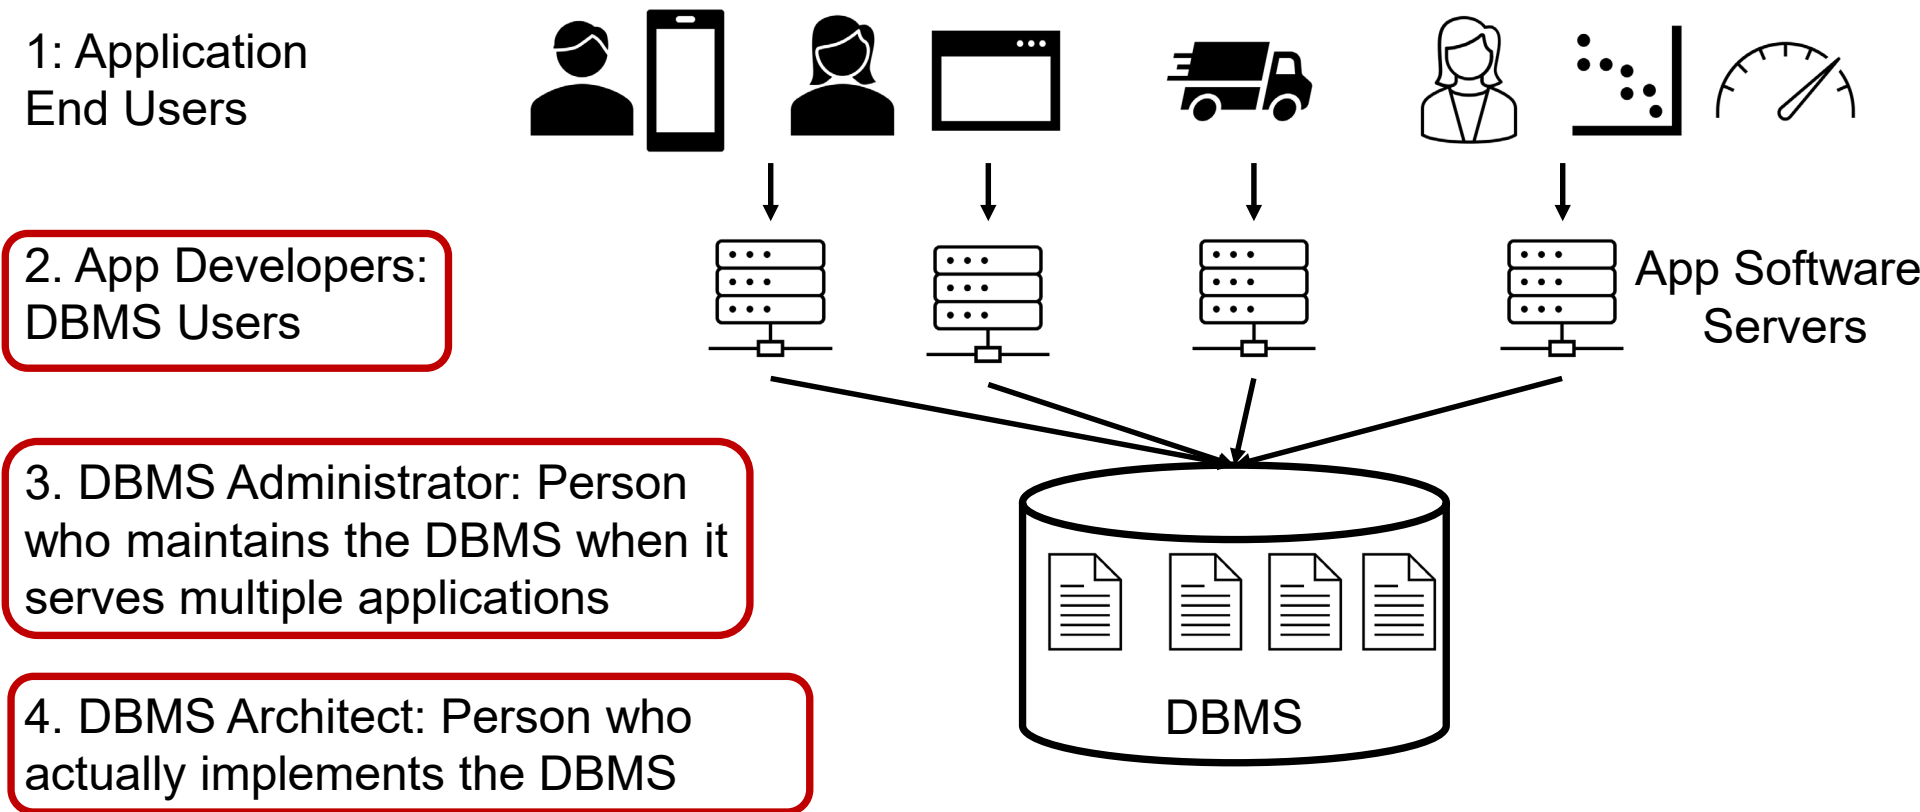 1: Application
End Users
2. App Developers:
DBMS Users
App Software
Servers
3. DBMS Administrator: Person
who maintains the DBMS when it
serves multiple applications
4. DBMS Architect: Person who
actually implements the DBMS
DBMS